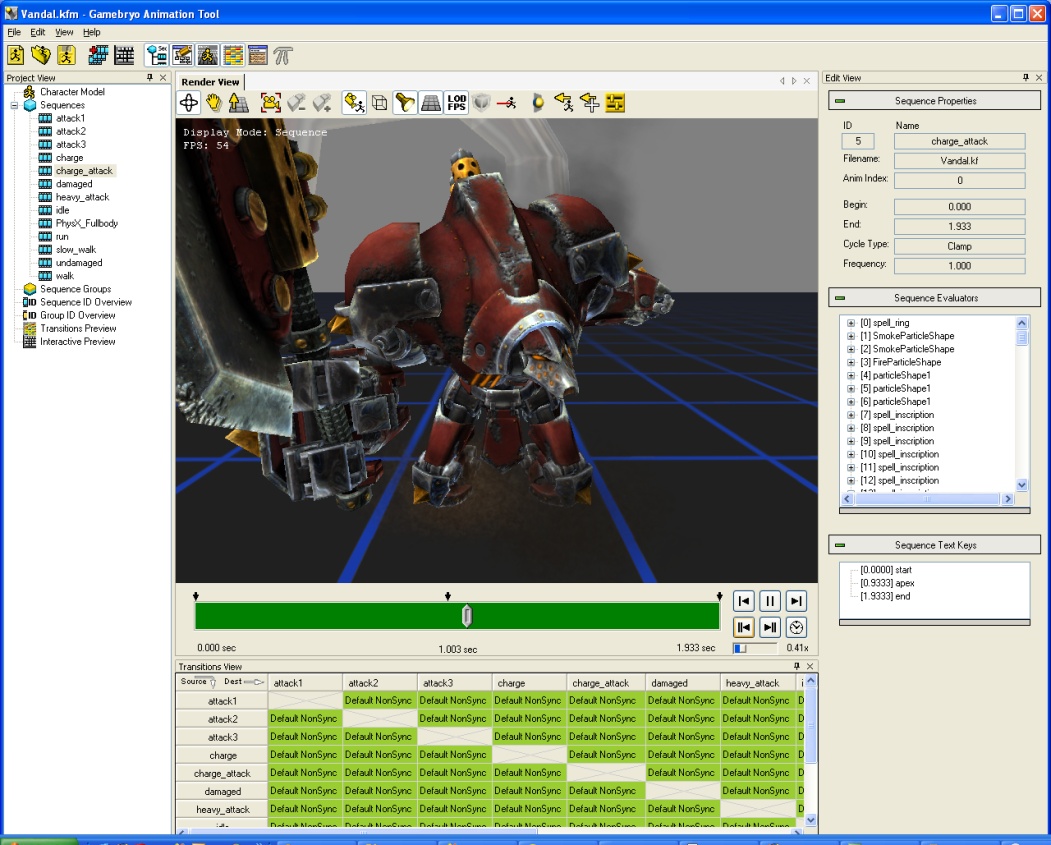 Vandal.kfm - Gamebryo Animation Tool
File Edit View Help
Project View
Character Model
Sequences
attack1
attack2
attack3
charge
charge_attack
damaged
heavy_attack
idle
PhysX_Fullbody
run
slow_walk
undamaged
walk
Sequence Groups
ID Sequence ID Overview
ID Group ID Overview
Transitions Preview
Interactive Preview
Render View
LOD
FPS
Display Mode: Sequence
FPS: 54
0.000 sec 1.003 sec 1.933 sec
0.41x
Transitions View
Source Dest attack1 attack2 attack3 charge charge_attack damaged heavy_attack i
attack1 Default NonSync Default NonSync Default NonSync Default NonSync Default NonSync Default NonSync D
attack2 Default NonSync Default NonSync Default NonSync Default NonSync Default NonSync Default NonSync D
attack3 Default NonSync Default NonSync Default NonSync Default NonSync Default NonSync Default NonSync D
charge Default NonSync Default NonSync Default NonSync Default NonSync Default NonSync Default NonSync D
charge_attack Default NonSync Default NonSync Default NonSync Default NonSync Default NonSync Default NonSync D
damaged Default NonSync Default NonSync Default NonSync Default NonSync Default NonSync Default NonSync D
heavy_attack Default NonSync Default NonSync Default NonSync Default NonSync Default NonSync Default NonSync D
Edit View
Sequence Properties
ID Name
5 charge_attack
Filename: Vandal.kf
Anim Index: 0
Begin: 0.000
End: 1.933
Cycle Type: Clamp
Frequency: 1.000
Sequence Evaluators
[0] spell_ring
[1] SmokeParticleShape
[2] SmokeParticleShape
[3] FireParticleShape
[4] particleShape1
[5] particleShape1
[6] particleShape1
[7] spell_inscription
[8] spell_inscription
[9] spell_inscription
[10] spell_inscription
[11] spell_inscription
[12] spell_inscription
Sequence Text Keys
[0.0000] start
[0.9333] apex
[1.9333] end